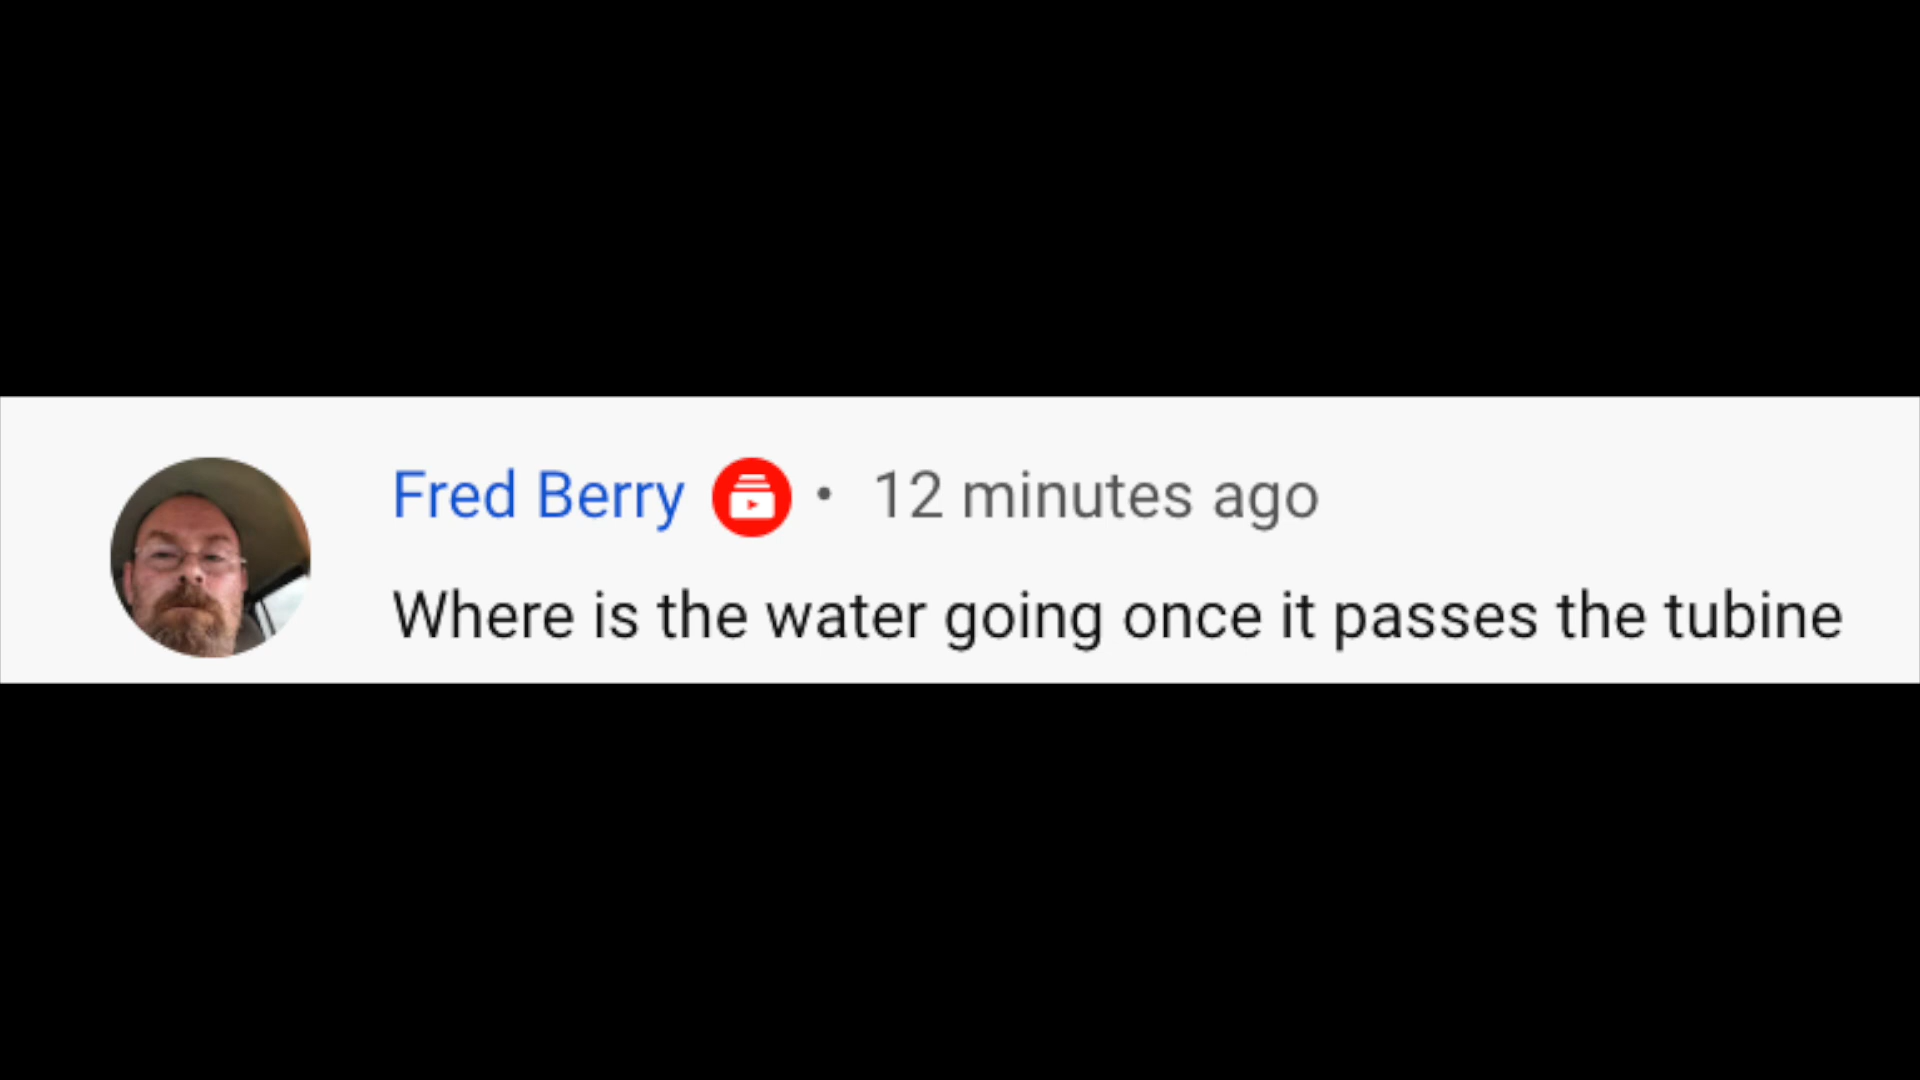 Fred Berry • 12 minutes ago
Where is the water going once it passes the tubine